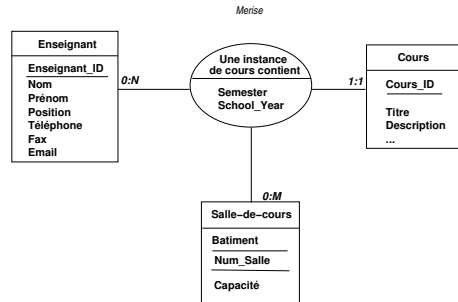 Merise
Enseignant
Enseignant_ID
Nom
Prénom
Position
Téléphone
Fax
Email
0:N
Une instance
de cours contient
Semester
School_Year
1:1
Cours
Cours_ID
Titre
Description
...
0:M
Salle-de-cours
Batiment
Num_Salle
Capacité